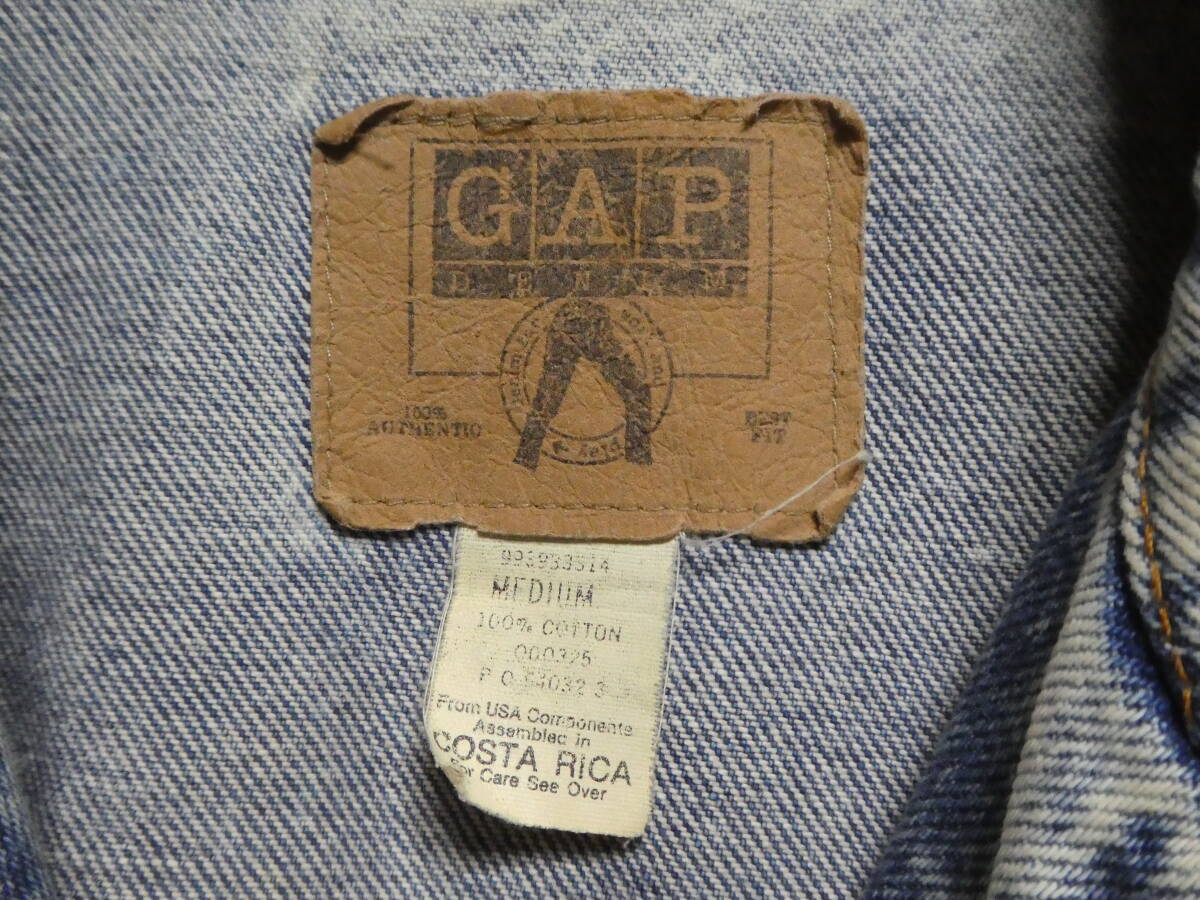 GAP
DENIM
100%
AUTHENTIC
BEST
FIT
MEDIUM
100% COTTON
000325
From USA Components
Assembled in
COSTA RICA
For Care See Over